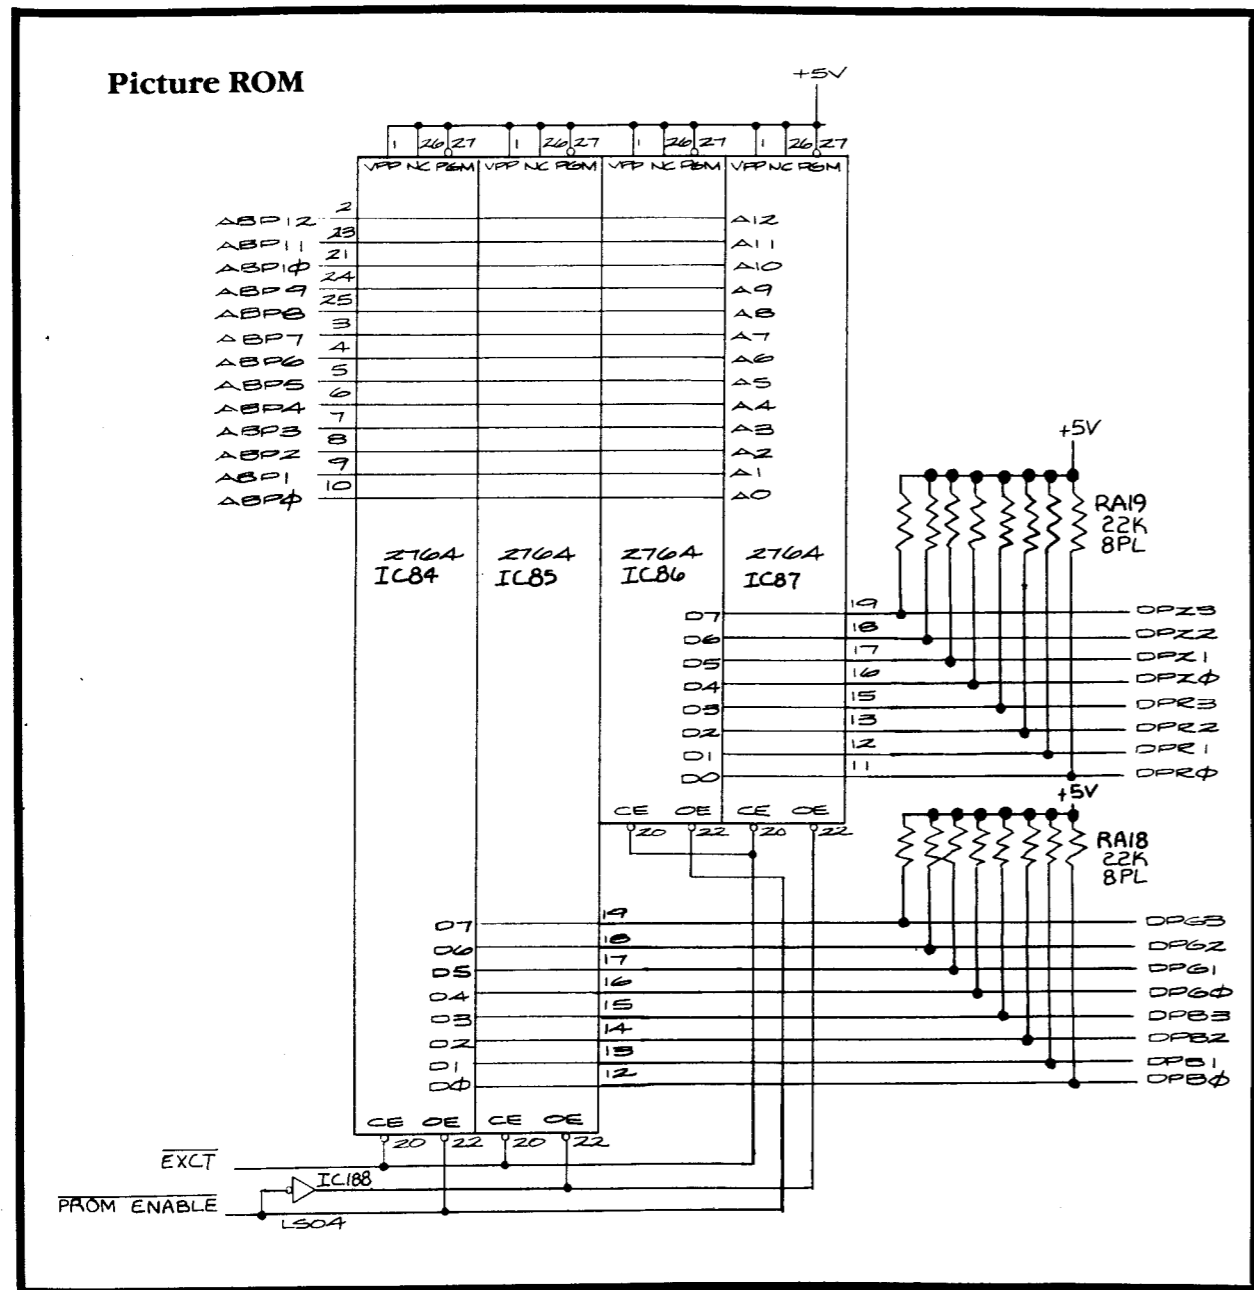 Picture ROM
+5V
1 26 27 1 26 27 1 26 27 1 26 27
VPP NC PGM VPP NC PGM VPP NC PGM VPP NC PGM
ABP12 2 A12
ABP11 23 A11
ABP1φ 21 A10
ABP9 24 A9
ABP8 25 A8
ABP7 3 A7
ABP6 4 A6
ABP5 5 A5
ABP4 6 A4
ABP3 7 A3
ABP2 8 A2
ABP1 9 A1
ABPφ 10 A0
+5V
RA19
22K
8PL
2764 2764 2764 2764
IC84 IC85 IC86 IC87
D7 19 DPZ3
D6 18 DPZ2
D5 17 DPZ1
D4 16 DPZφ
D3 15 DPR3
D2 13 DPR2
D1 12 DPR1
D0 11 DPRφ
+5V
CE OE CE OE
20 22 20 22
RA18
22K
8PL
D7 19 DPG3
D6 18 DPG2
D5 17 DPG1
D4 16 DPGφ
D3 15 DPB3
D2 14 DPB2
D1 13 DPB1
Dφ 12 DPBφ
CE OE CE OE
20 22 20 22
EXCT
IC188
PROM ENABLE
LS04